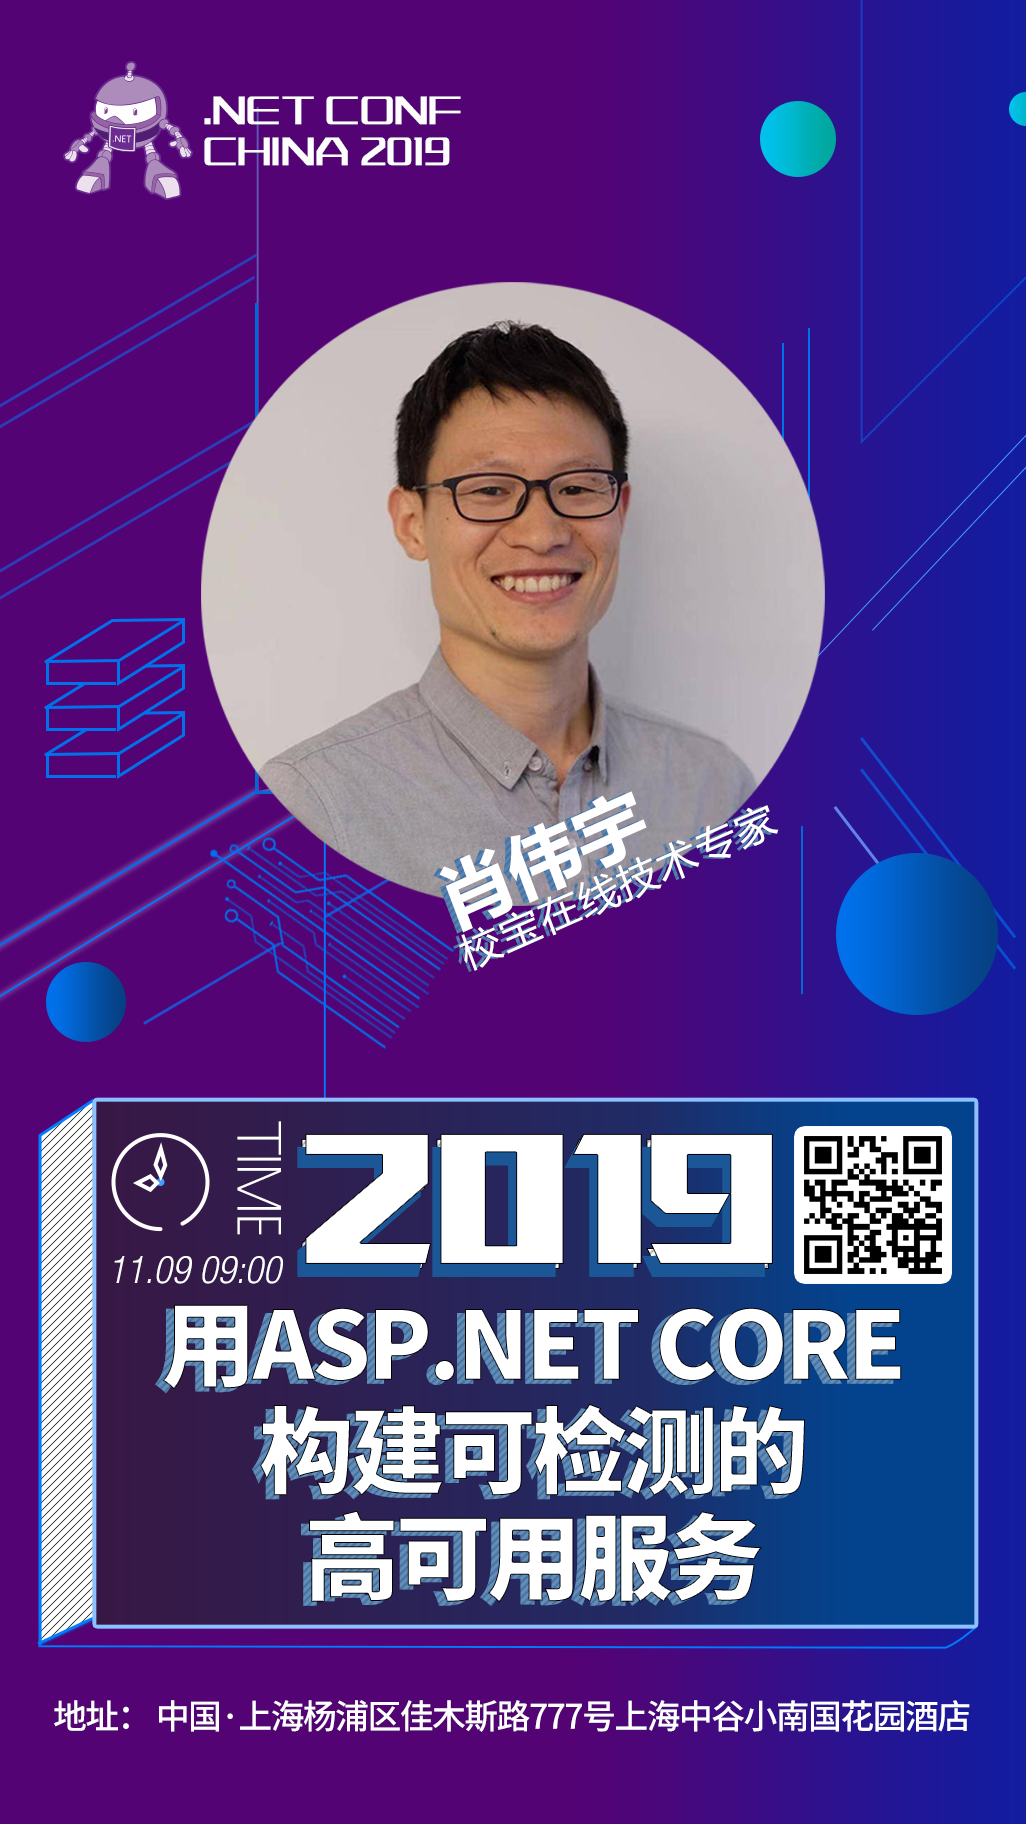 .NET
.NET CONF
CHINA 2019
肖伟宇
校宝在线技术专家
TIME
2019
11.09 09:00
用ASP.NET CORE
构建可检测的
高可用服务
地址： 中国·上海杨浦区佳木斯路777号上海中谷小南国花园酒店